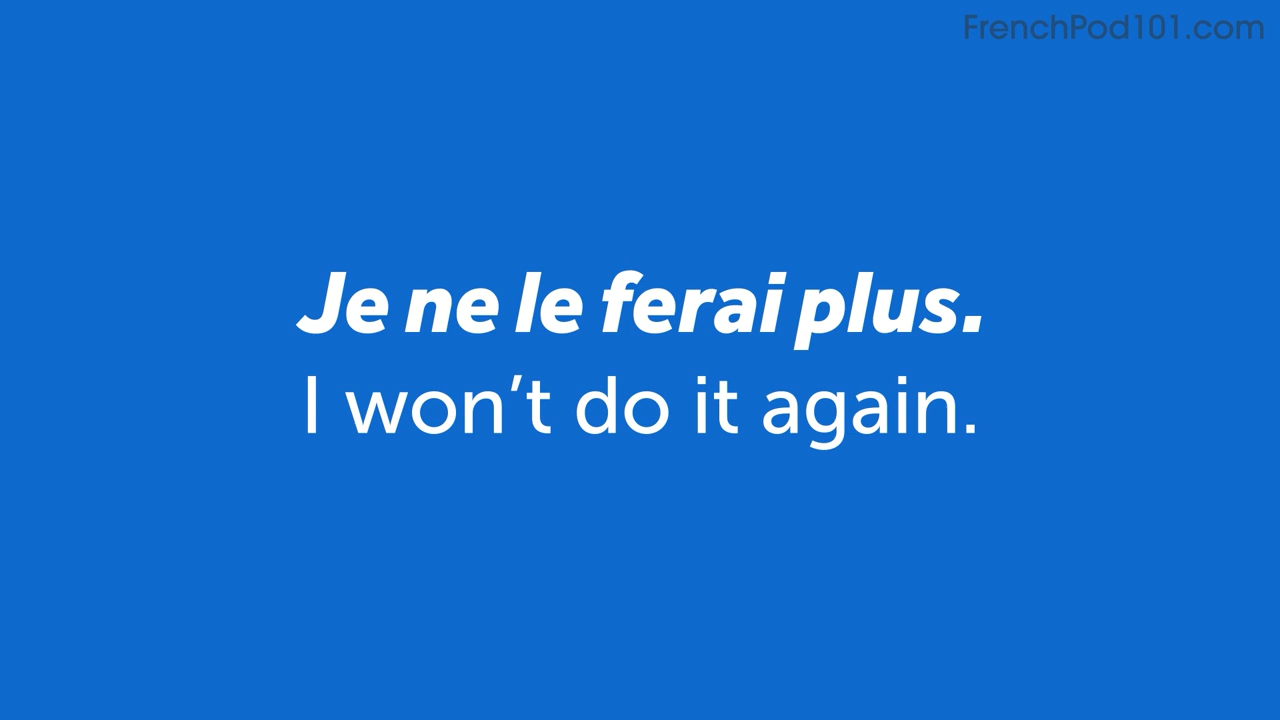 FrenchPod101.com
Je ne le ferai plus.
I won’t do it again.